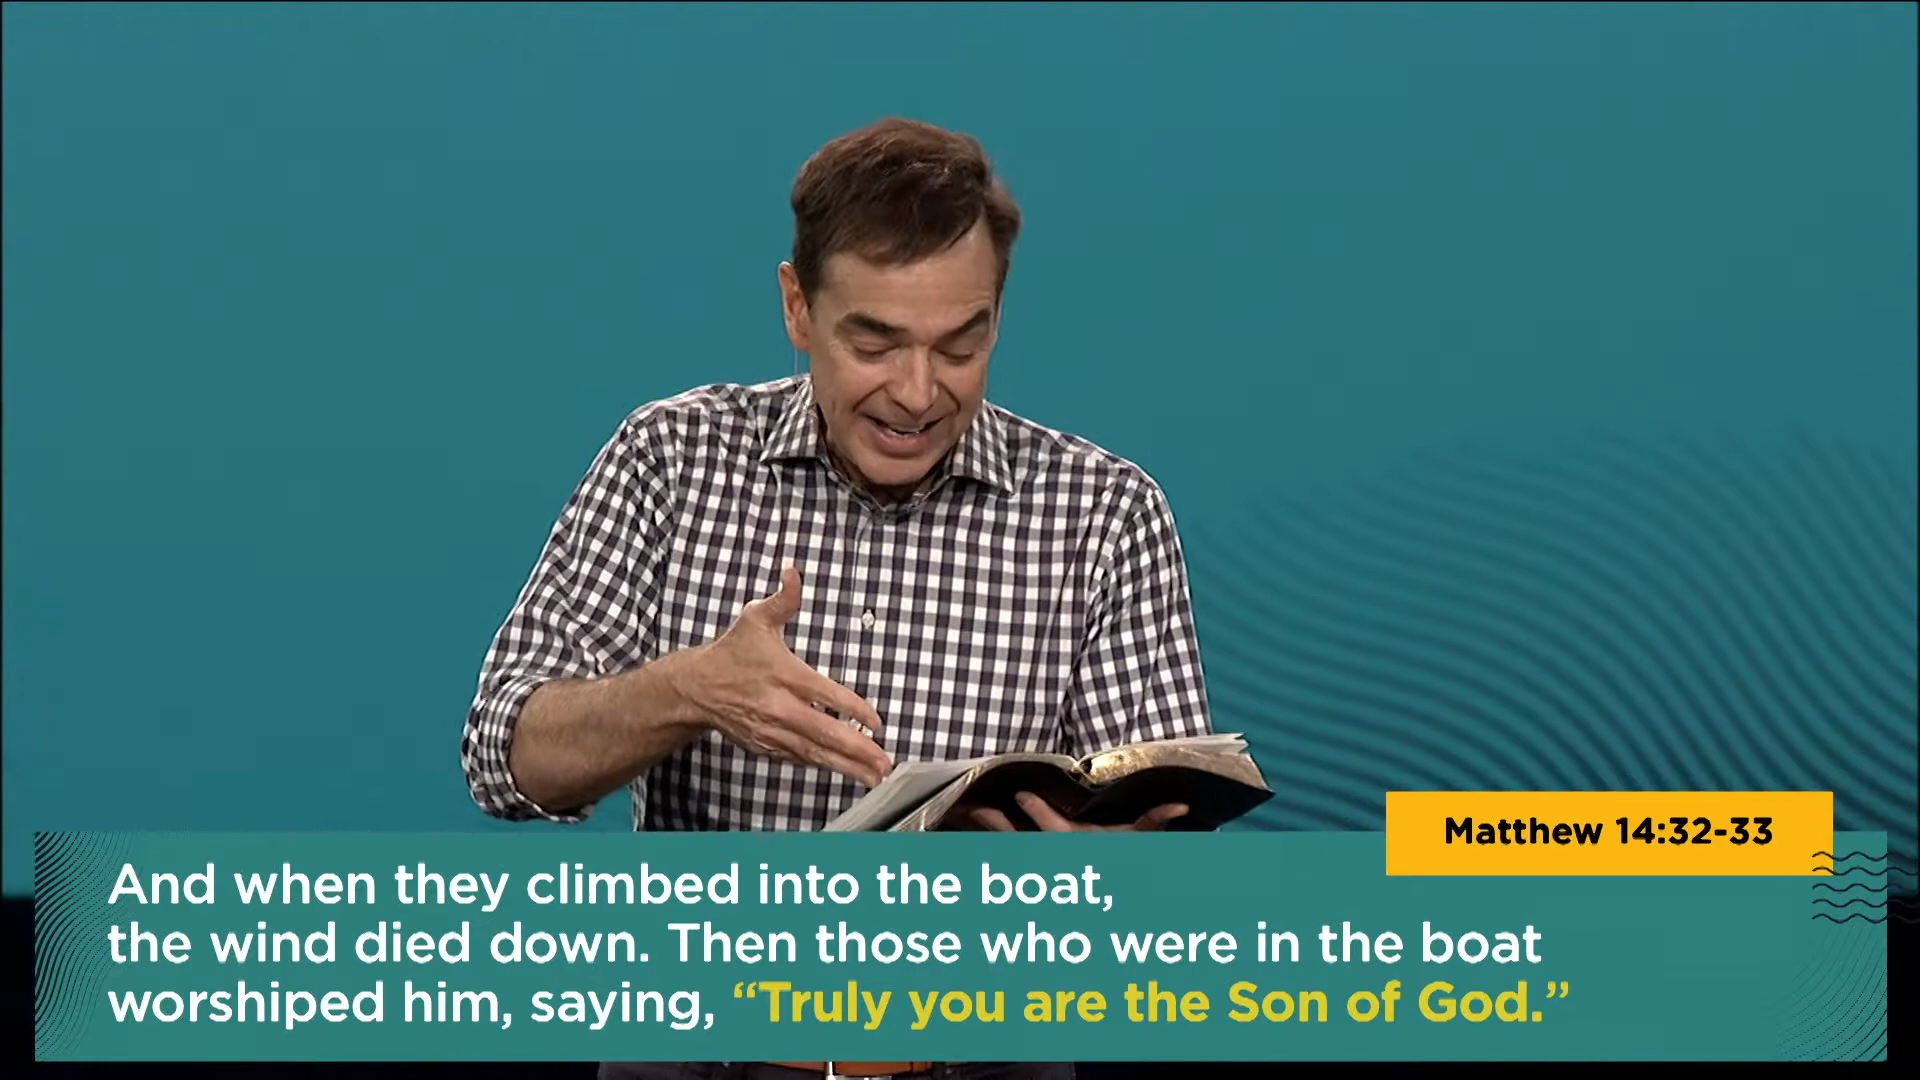 Matthew 14:32-33
And when they climbed into the boat,
the wind died down. Then those who were in the boat
worshiped him, saying, “Truly you are the Son of God.”